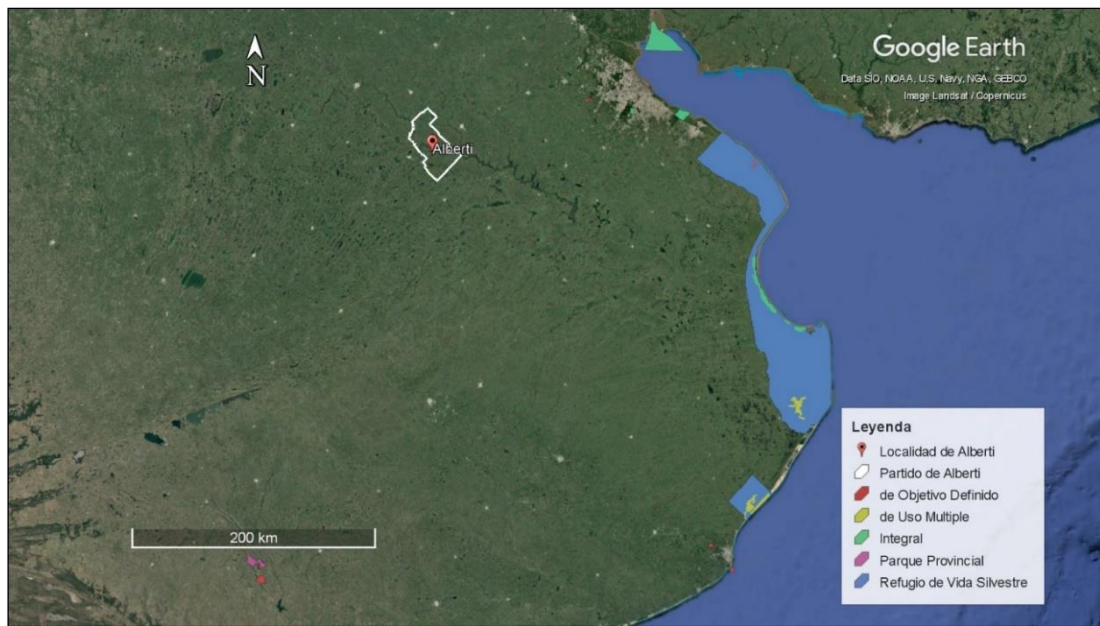 Google Earth
Data SIO, NOAA, U.S. Navy, NGA, GEBCO
Image Landsat / Copernicus
N
Alberti
200 km
Leyenda
Localidad de Alberti
Partido de Alberti
de Objetivo Definido
de Uso Multiple
Integral
Parque Provincial
Refugio de Vida Silvestre